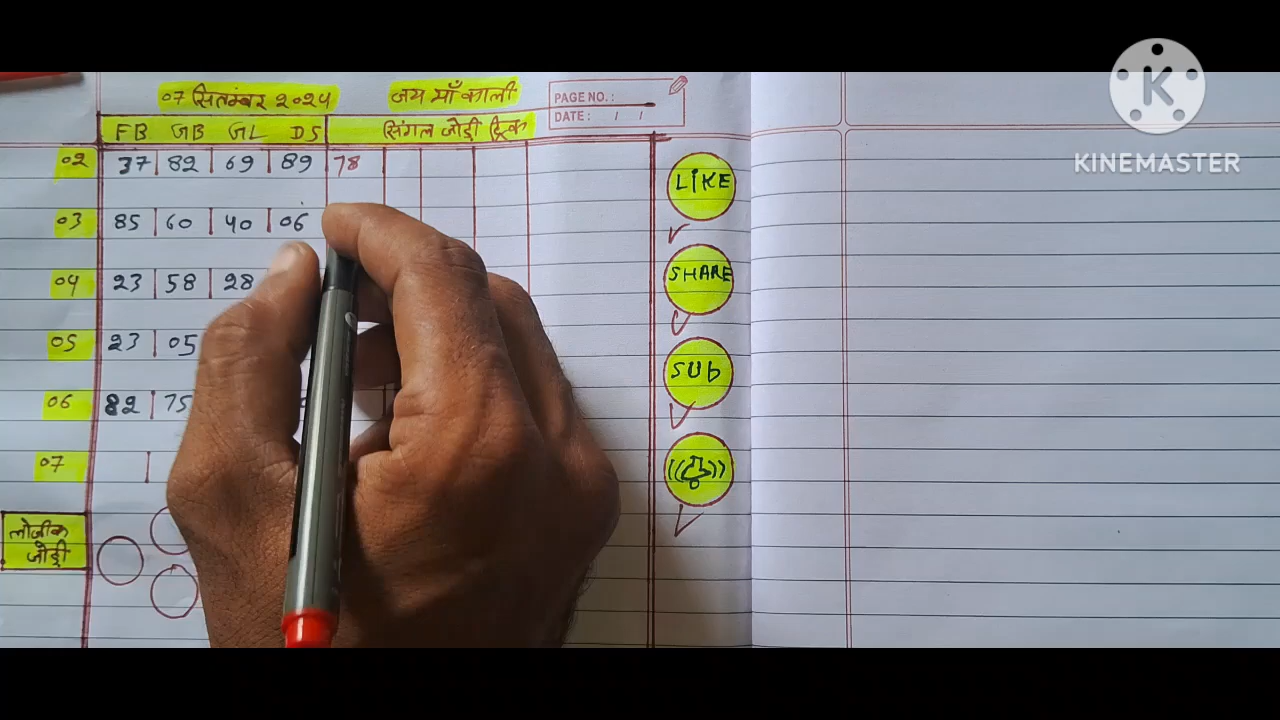 KINEMASTER
07 सितम्बर 2024 जय माँ काली
PAGE NO.:
DATE: / /
FB GB GL DS सिंगल जोड़ी ट्रिक
02 37 82 69 89 78
03 85 60 40 06
04 23 58 28
05 23 05
06 82 75
07
लोजीक
जोड़ी
LIKE
SHARE
SUb